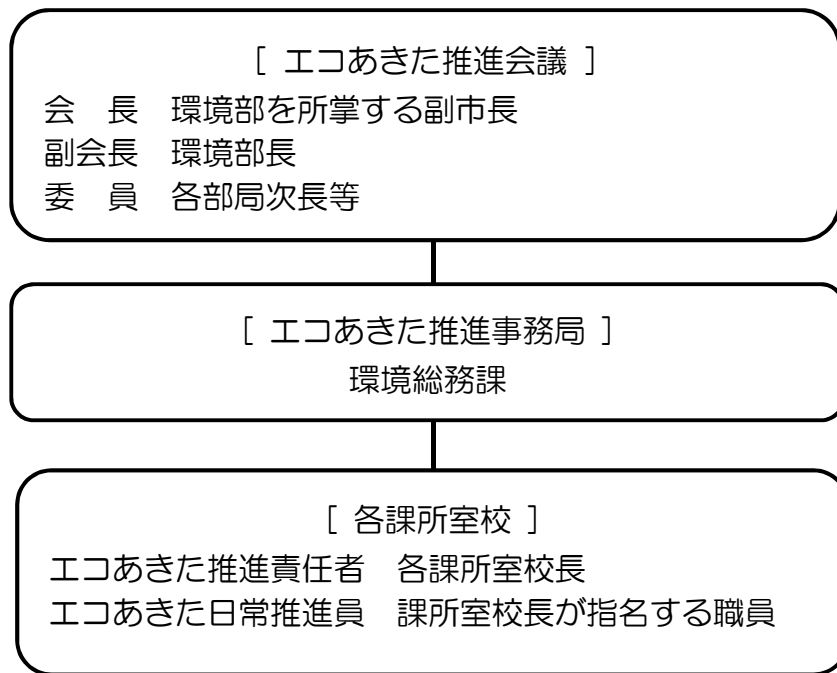 [ エコあきた推進会議 ]
会　長　環境部を所掌する副市長
副会長　環境部長
委　員　各部局次長等
[ エコあきた推進事務局 ]
環境総務課
[ 各課所室校 ]
エコあきた推進責任者　各課所室校長
エコあきた日常推進員　課所室校長が指名する職員